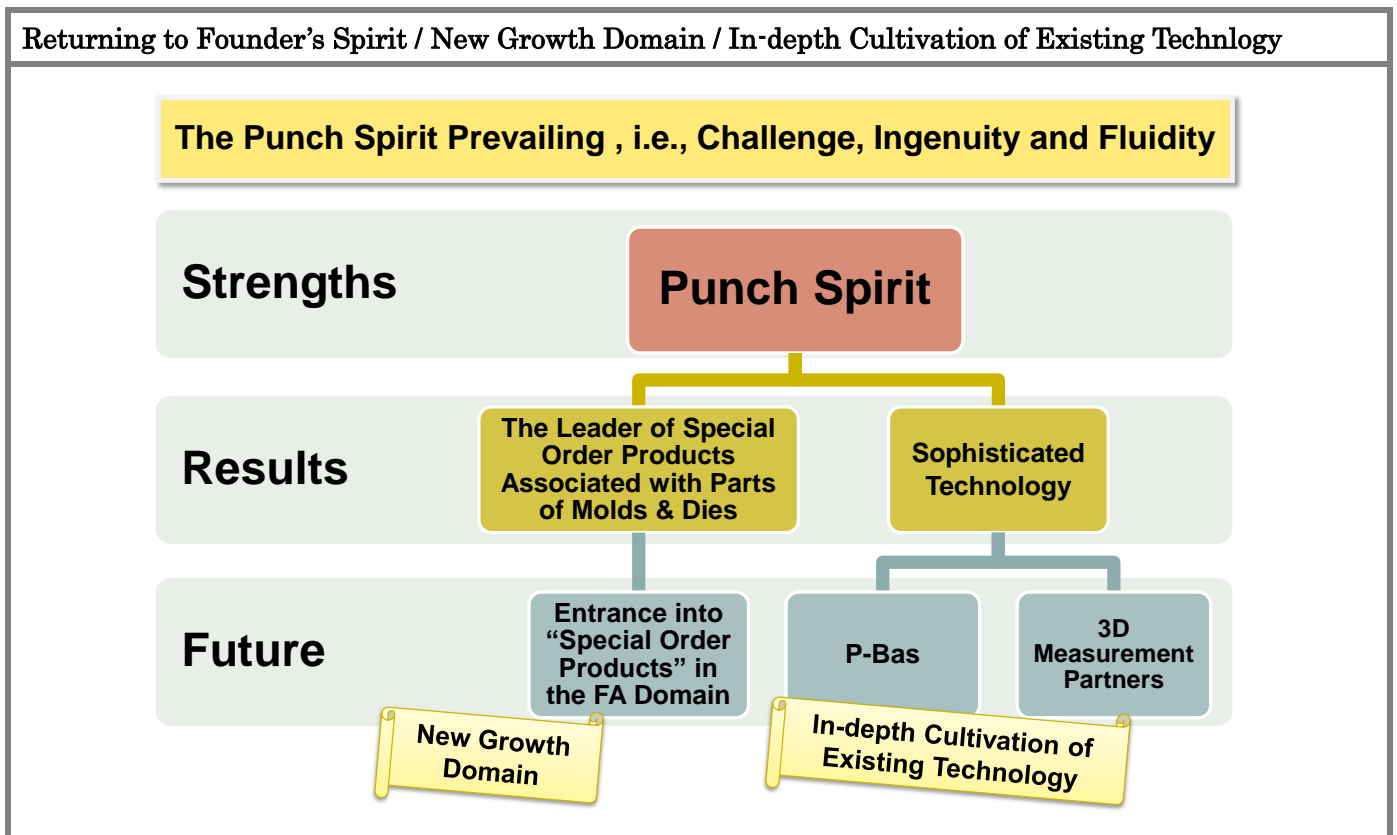 Returning to Founder’s Spirit / New Growth Domain / In-depth Cultivation of Existing Technlogy
The Punch Spirit Prevailing , i.e., Challenge, Ingenuity and Fluidity
Strengths
Punch Spirit
Results
The Leader of Special
Order Products
Associated with Parts
of Molds & Dies
Sophisticated
Technology
Future
Entrance into
“Special Order
Products” in
the FA Domain
P-Bas
3D
Measurement
Partners
New Growth
Domain
In-depth Cultivation of
Existing Technology